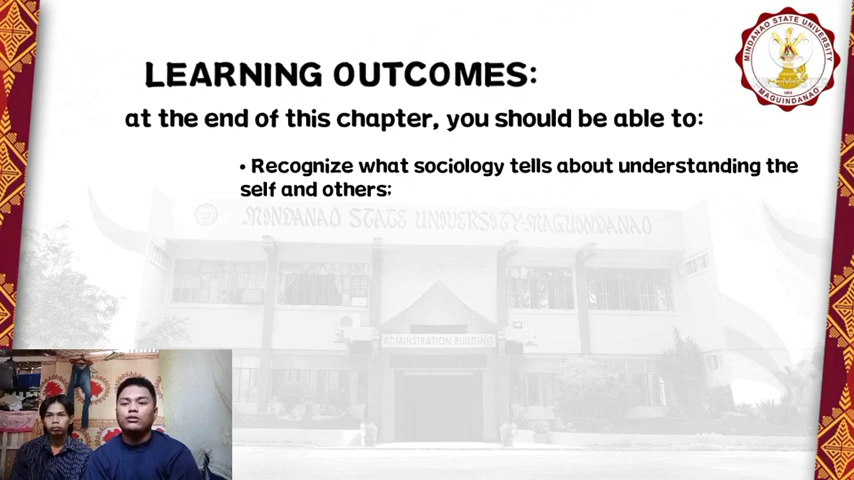 LEARNING OUTCOMES:
at the end of this chapter, you should be able to:
• Recognize what sociology tells about understanding the
self and others;
MINDANAO STATE UNIVERSITY-MAGUINDANAO
ADMINSTRATION BUILDING
MINDANAO STATE UNIVERSITY
MAGUINDANAO